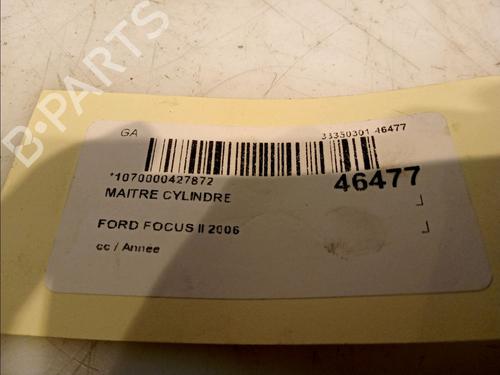 B-PARTS
GA
33350301 46477
*1070000427872
46477
MAITRE CYLINDRE
FORD FOCUS II 2006
cc / Annee